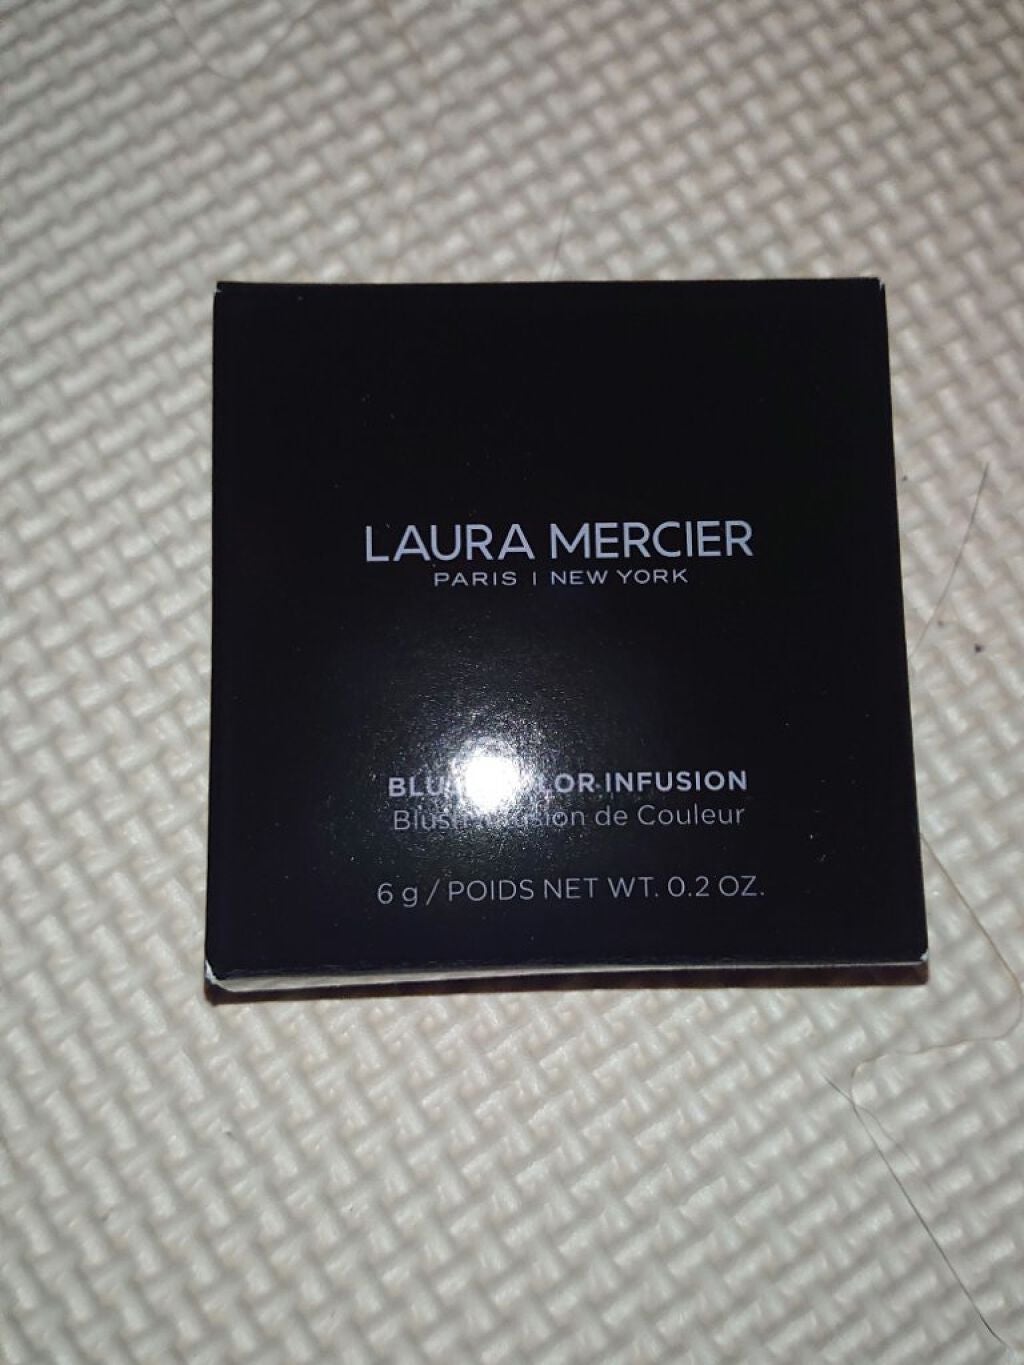 LAURA MERCIER
PARIS | NEW YORK
INFUSION
de Couleur
6 g / POIDS NET WT. 0.2 OZ.